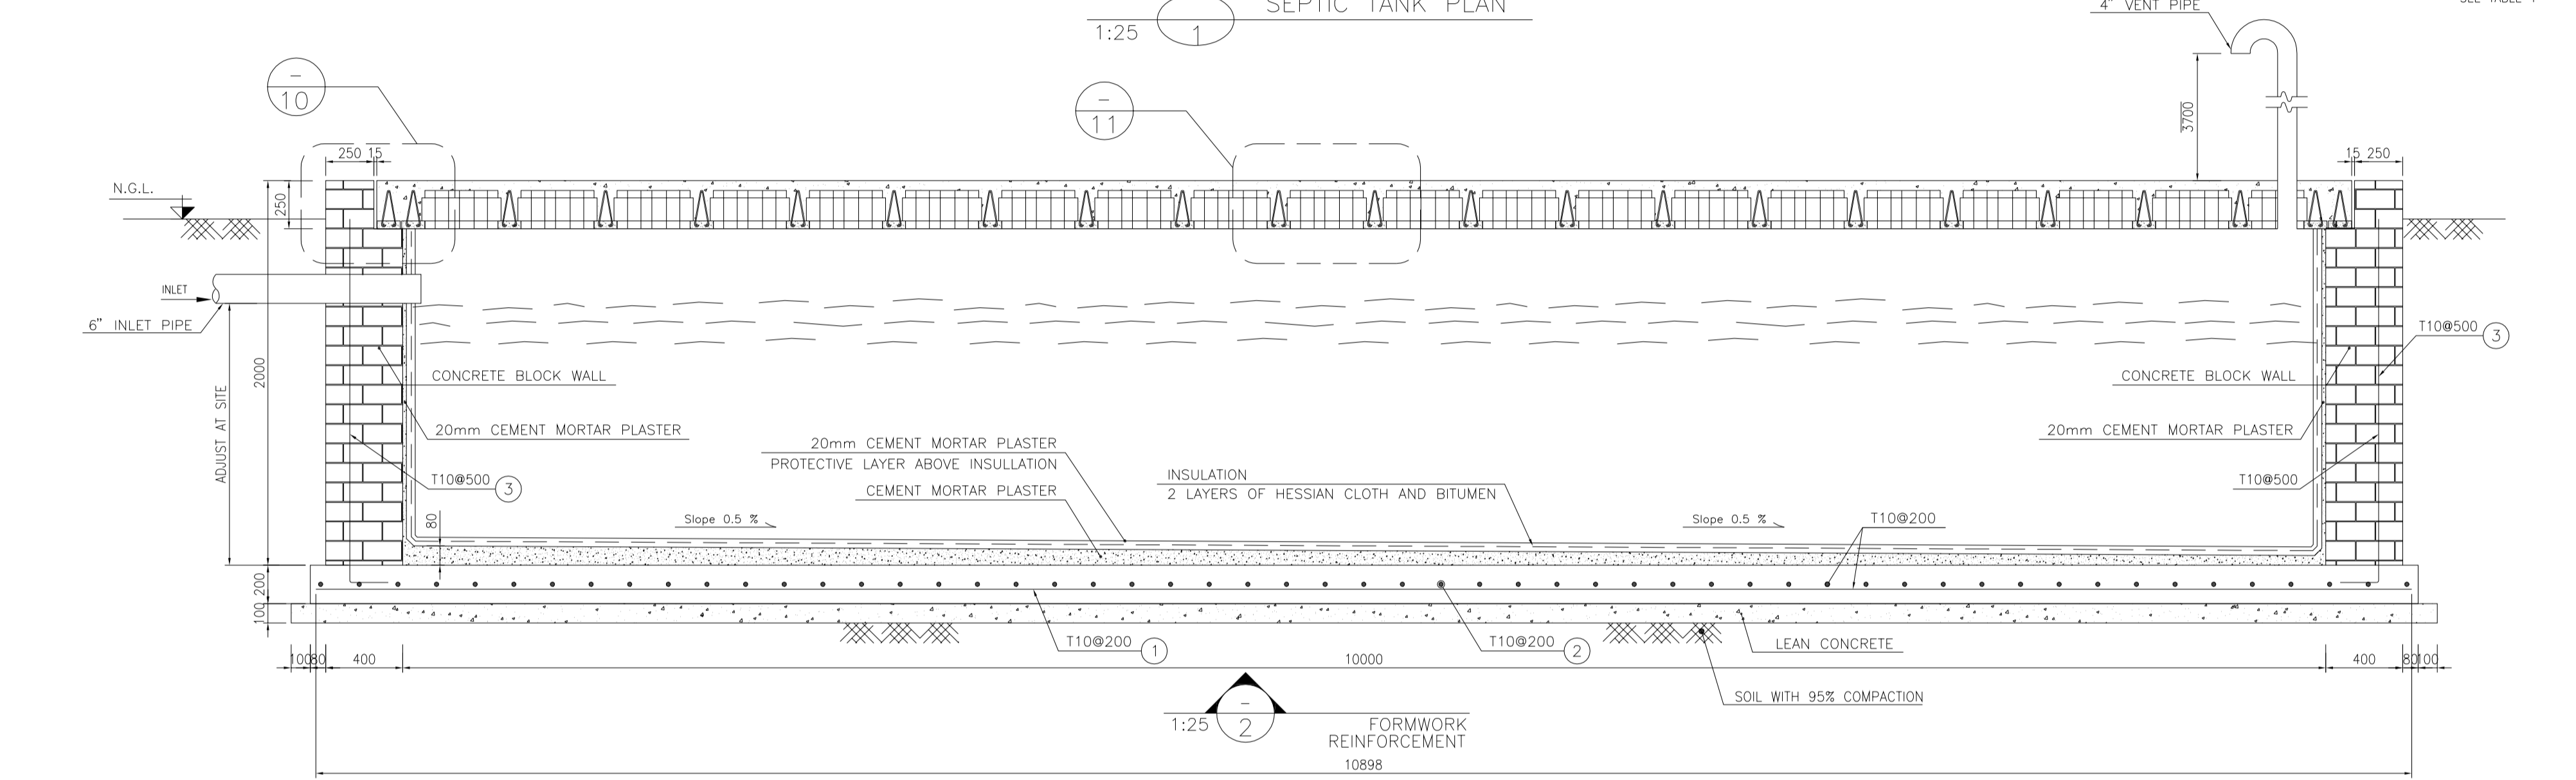 SEPTIC TANK PLAN
1:25
1
4" VENT PIPE
10
11
3700
250 15
15 250
N.G.L.
250
INLET
6" INLET PIPE
T10@500 3
2000
CONCRETE BLOCK WALL
CONCRETE BLOCK WALL
ADJUST AT SITE
20mm CEMENT MORTAR PLASTER
20mm CEMENT MORTAR PLASTER
20mm CEMENT MORTAR PLASTER
PROTECTIVE LAYER ABOVE INSULLATION
INSULATION
2 LAYERS OF HESSIAN CLOTH AND BITUMEN
T10@500 3
CEMENT MORTAR PLASTER
T10@500
80
Slope 0.5 %
Slope 0.5 %
T10@200
200
100
T10@200 1
T10@200 2
LEAN CONCRETE
100 80 400
10000
400 80 100
SOIL WITH 95% COMPACTION
1:25
2
FORMWORK
REINFORCEMENT
10898